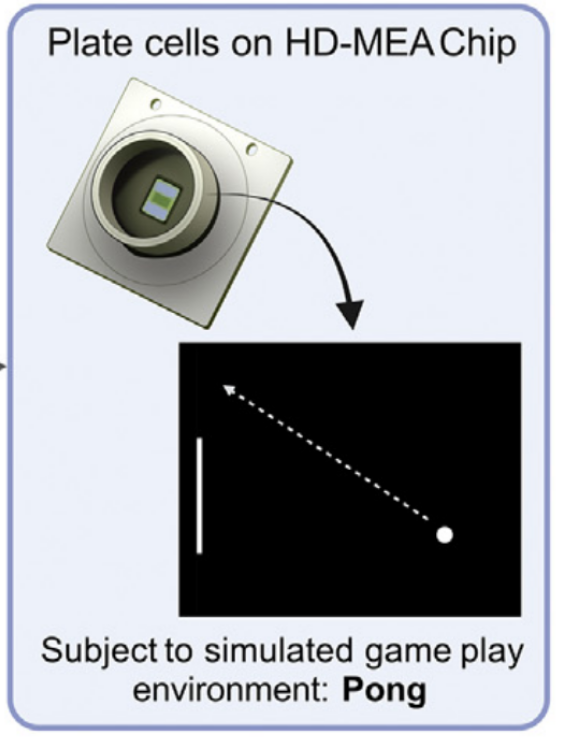 Plate cells on HD-MEA Chip
Subject to simulated game play
environment: Pong